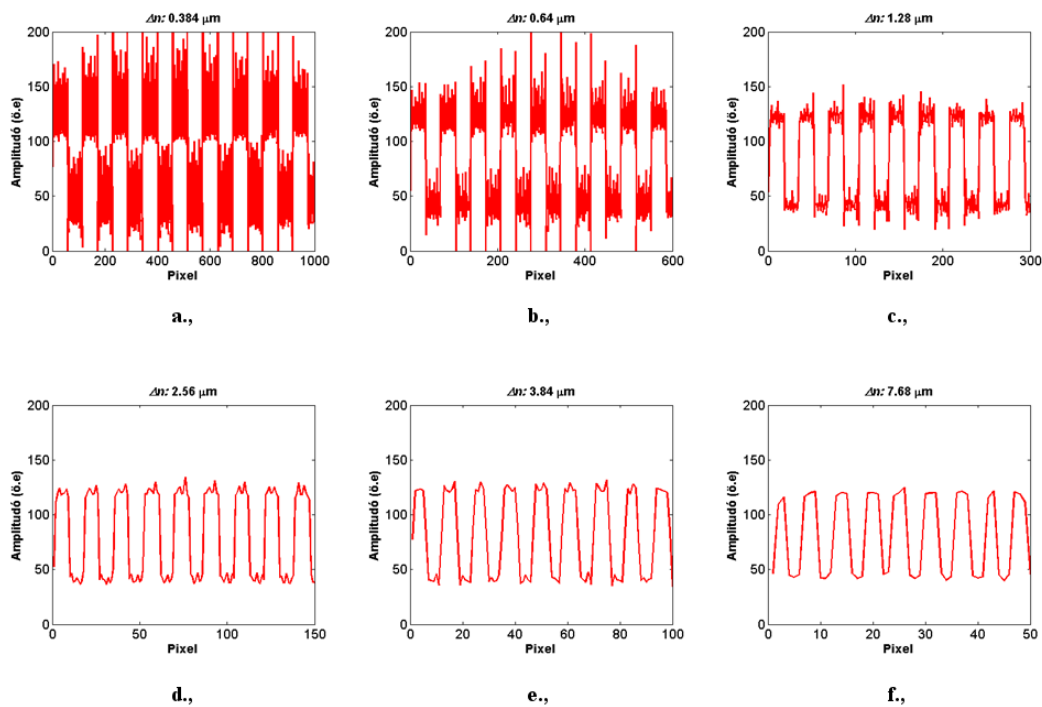 Δn: 0.384 μm
Δn: 0.64 μm
Δn: 1.28 μm
200
150
100
50
0
Amplitudó (ö.e)
0 200 400 600 800 1000
Pixel
200
150
100
50
0
Amplitudó (ö.e)
0 200 400 600
Pixel
200
150
100
50
0
Amplitudó (ö.e)
0 100 200 300
Pixel
a.,
b.,
c.,
Δn: 2.56 μm
Δn: 3.84 μm
Δn: 7.68 μm
200
150
100
50
0
Amplitudó (ö.e)
0 50 100 150
Pixel
200
150
100
50
0
Amplitudó (ö.e)
0 20 40 60 80 100
Pixel
200
150
100
50
0
Amplitudó (ö.e)
0 10 20 30 40 50
Pixel
d.,
e.,
f.,